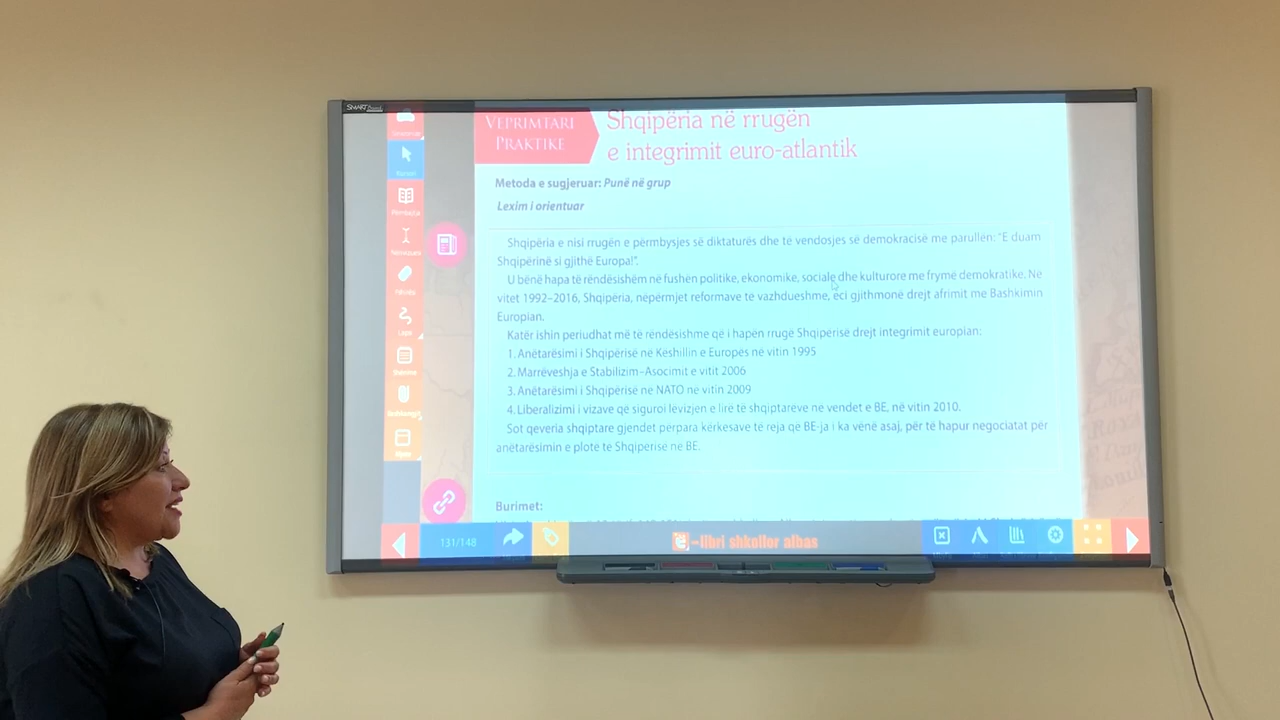 SMART Board
VEPRIMTARI
PRAKTIKE
Shqipëria në rrugën
e integrimit euro-atlantik
Metoda e sugjeruar: Punë në grup
Lexim i orientuar
Shqipëria e nisi rrugën e përmbysjes së diktaturës dhe të vendosjes së demokracisë me parullën: "E duam
Shqipërinë si gjithë Europa!".
U bënë hapa të rëndësishëm në fushën politike, ekonomike, sociale dhe kulturore me frymë demokratike. Në
vitet 1992–2016, Shqipëria, nëpërmjet reformave të vazhdueshme, eci gjithmonë drejt afrimit me Bashkimin
Europian.
Katër ishin periudhat më të rëndësishme që i hapën rrugë Shqipërisë drejt integrimit europian:
1. Anëtarësimi i Shqipërisë në Këshillin e Europës në vitin 1995
2. Marrëveshja e Stabilizim–Asocimit e vitit 2006
3. Anëtarësimi i Shqipërisë në NATO në vitin 2009
4. Liberalizimi i vizave që siguroi lëvizjen e lirë të shqiptarëve në vendet e BE, në vitin 2010.
Sot qeveria shqiptare gjendet përpara kërkesave të reja që BE-ja i ka vënë asaj, për të hapur negociatat për
anëtarësimin e plotë të Shqipërisë në BE.
Burimet:
131/148
e-libri shkollor albas